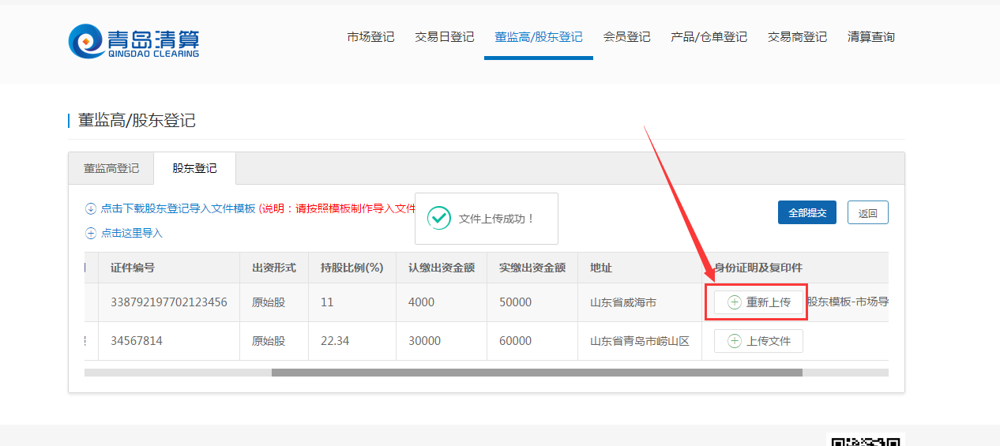 青岛清算
QINGDAO CLEARING
市场登记 交易日登记 董监高/股东登记 会员登记 产品/仓单登记 交易商登记 清算查询
董监高/股东登记
董监高登记 股东登记
点击下载股东登记导入文件模板 (说明：请按照模板制作导入文件
文件上传成功！
全部提交 返回
点击这里导入
证件编号 出资形式 持股比例(%) 认缴出资金额 实缴出资金额 地址 身份证明及复印件
338792197702123456 原始股 11 4000 50000 山东省威海市 重新上传 股东模板-市场导
34567814 原始股 22.34 30000 60000 山东省青岛市崂山区 上传文件